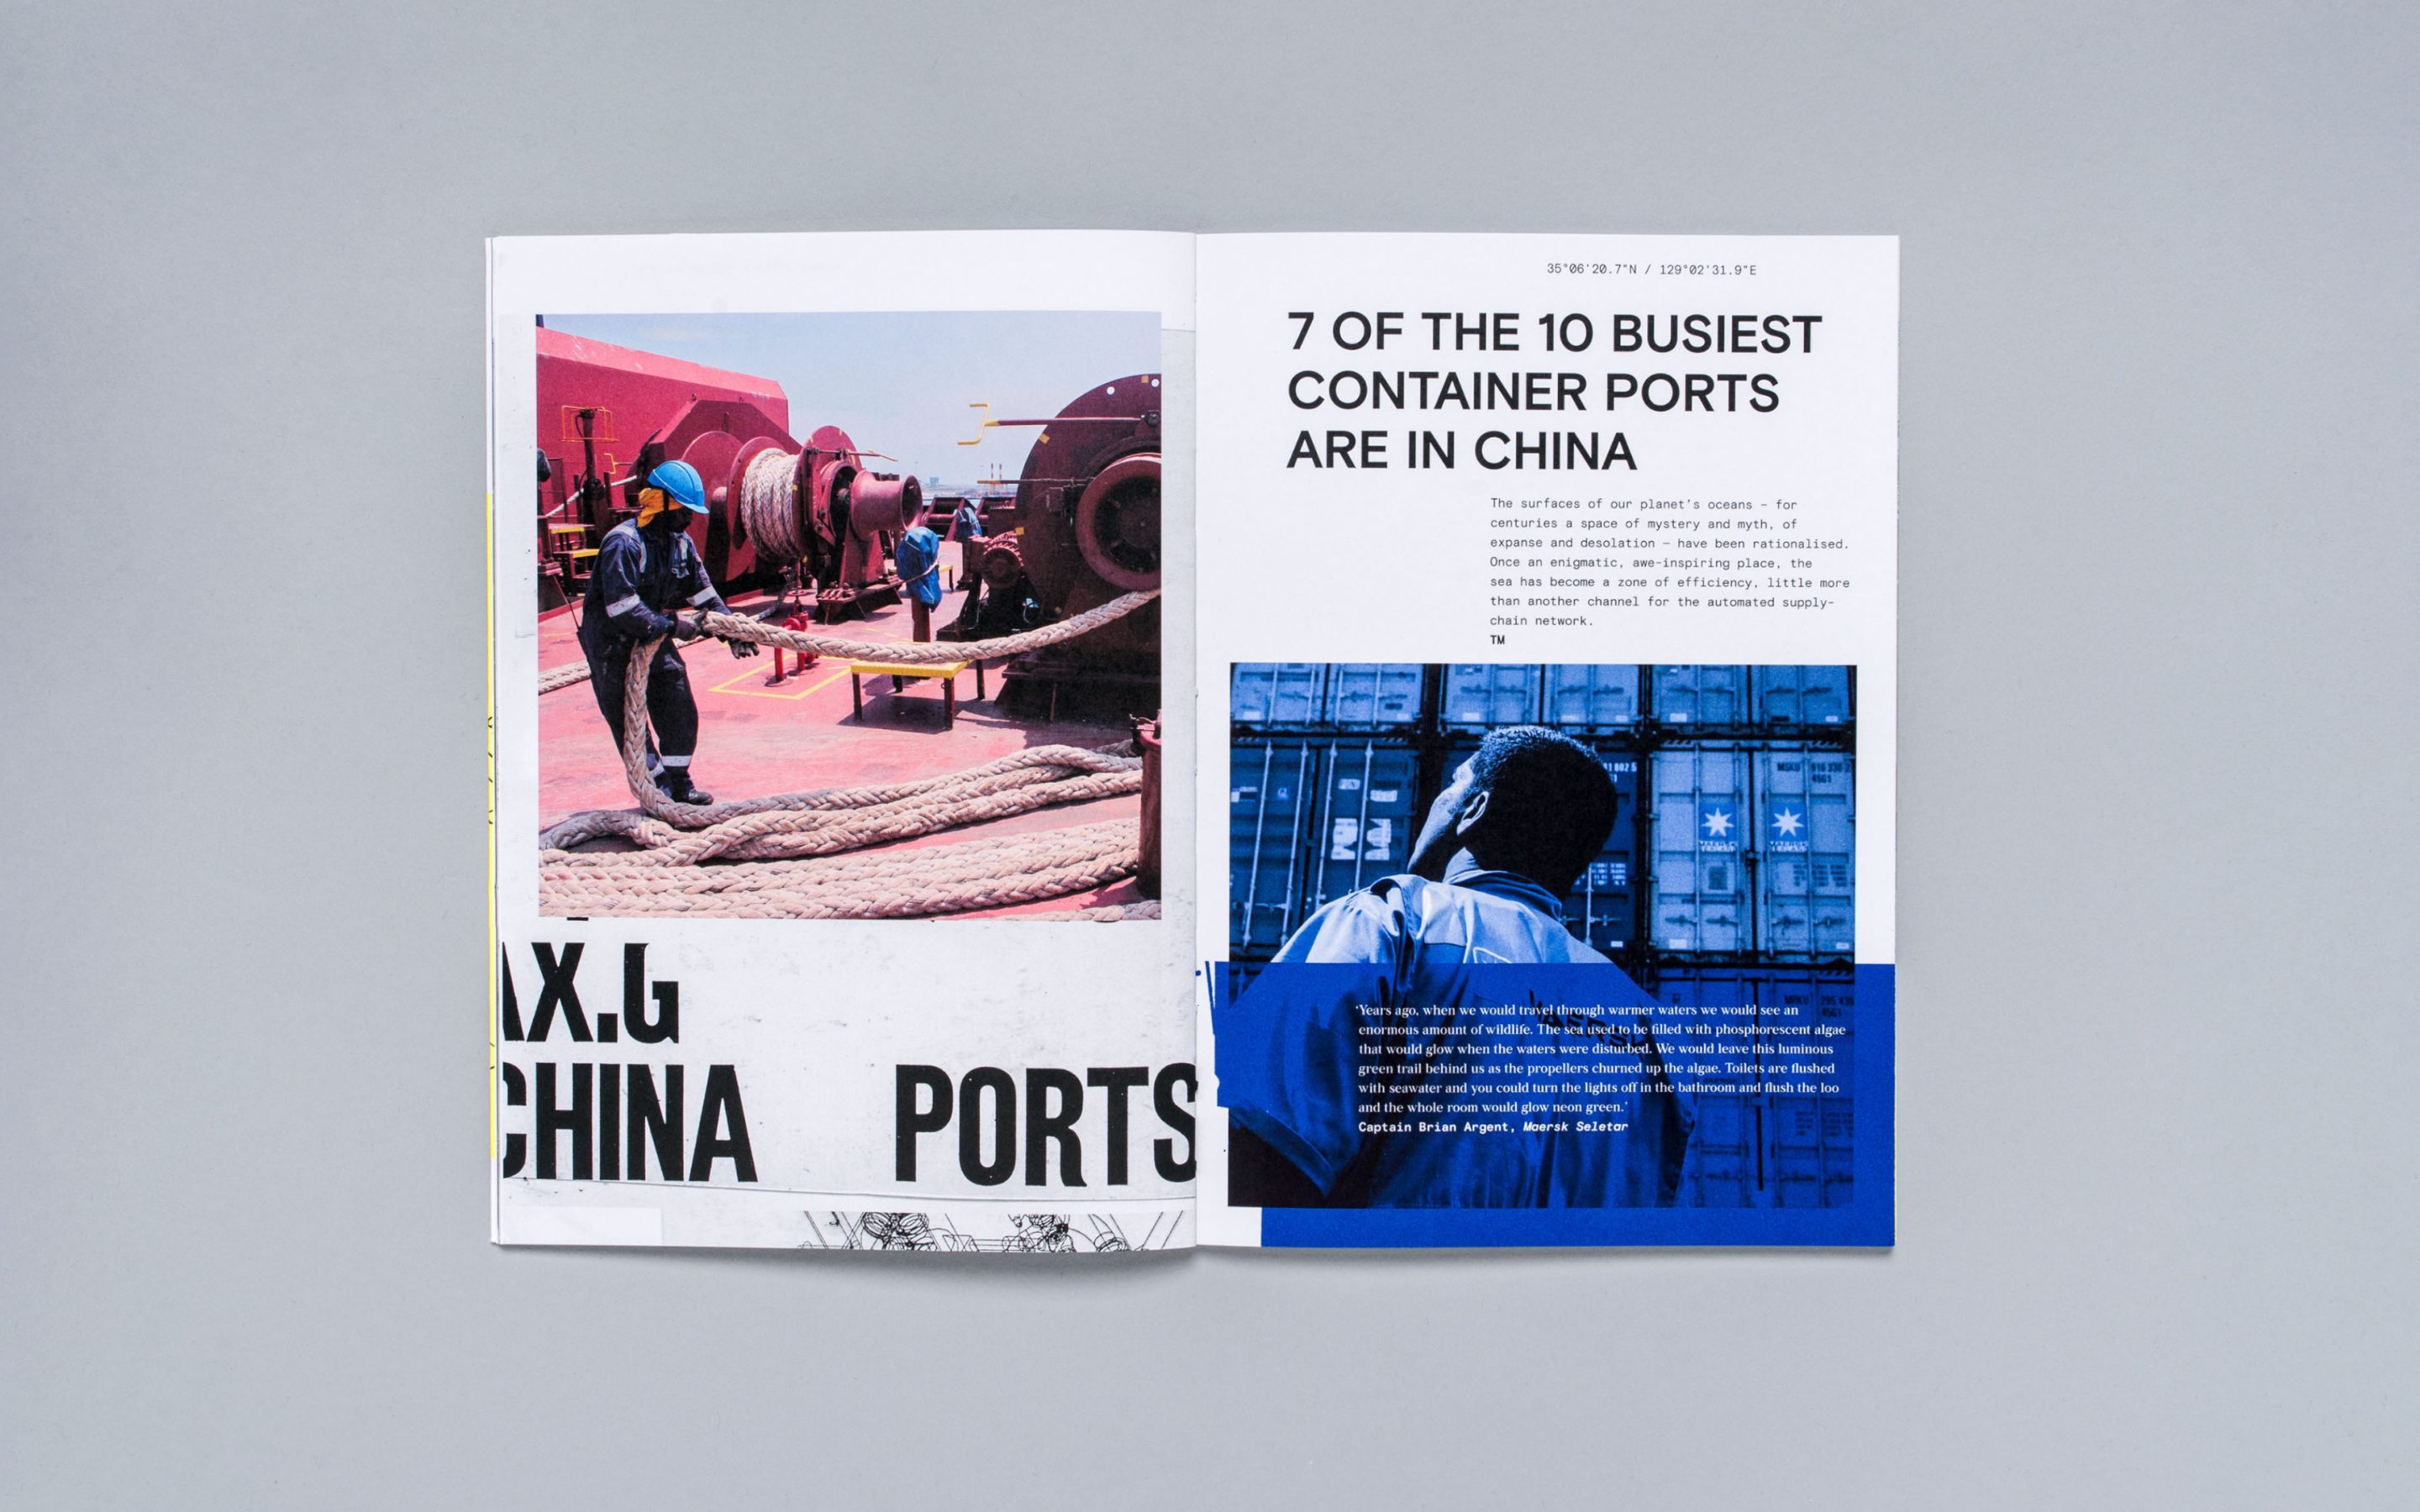 AX.G
CHINA PORTS
35°06'20.7"N / 129°02'31.9"E
7 OF THE 10 BUSIEST
CONTAINER PORTS
ARE IN CHINA
The surfaces of our planet's oceans – for
centuries a space of mystery and myth, of
expanse and desolation – have been rationalised.
Once an enigmatic, awe-inspiring place, the
sea has become a zone of efficiency, little more
than another channel for the automated supply-
chain network.
TM
MSKU
45G1
MAERSK
'Years ago, when we would travel through warmer waters we would see an
enormous amount of wildlife. The sea used to be filled with phosphorescent algae
that would glow when the waters were disturbed. We would leave this luminous
green trail behind us as the propellers churned up the algae. Toilets are flushed
with seawater and you could turn the lights off in the bathroom and flush the loo
and the whole room would glow neon green.'
Captain Brian Argent, Maersk Seletar